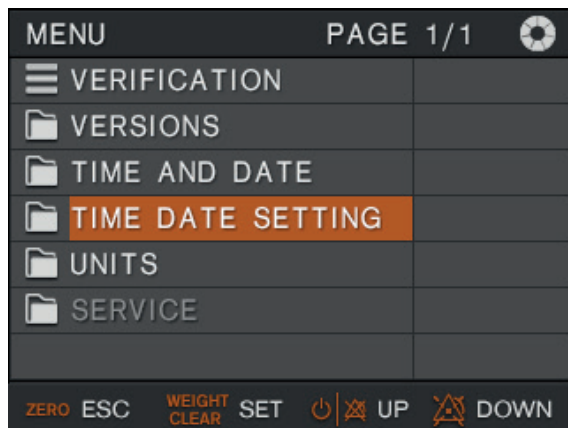 MENU PAGE 1/1
VERIFICATION
VERSIONS
TIME AND DATE
TIME DATE SETTING
UNITS
SERVICE
ZERO ESC WEIGHT CLEAR SET UP DOWN